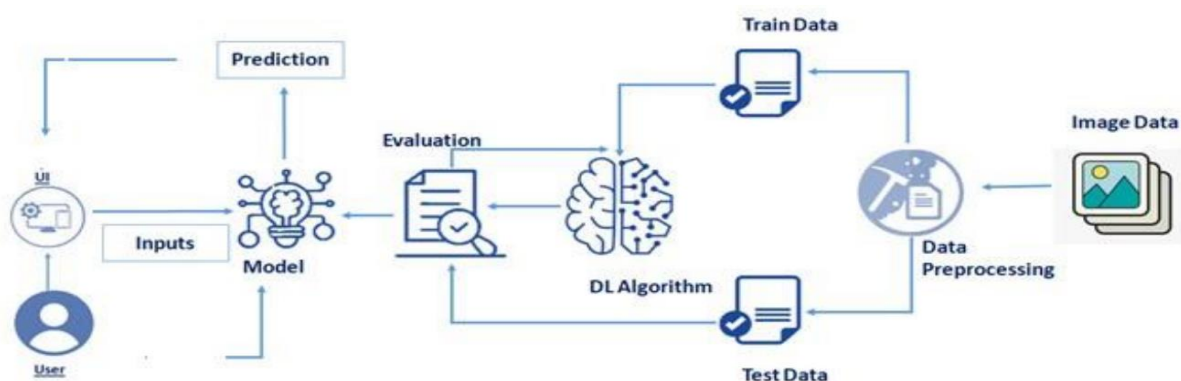 Train Data
Prediction
Image Data
Evaluation
UI
Inputs
Model
Data
Preprocessing
DL Algorithm
User
Test Data